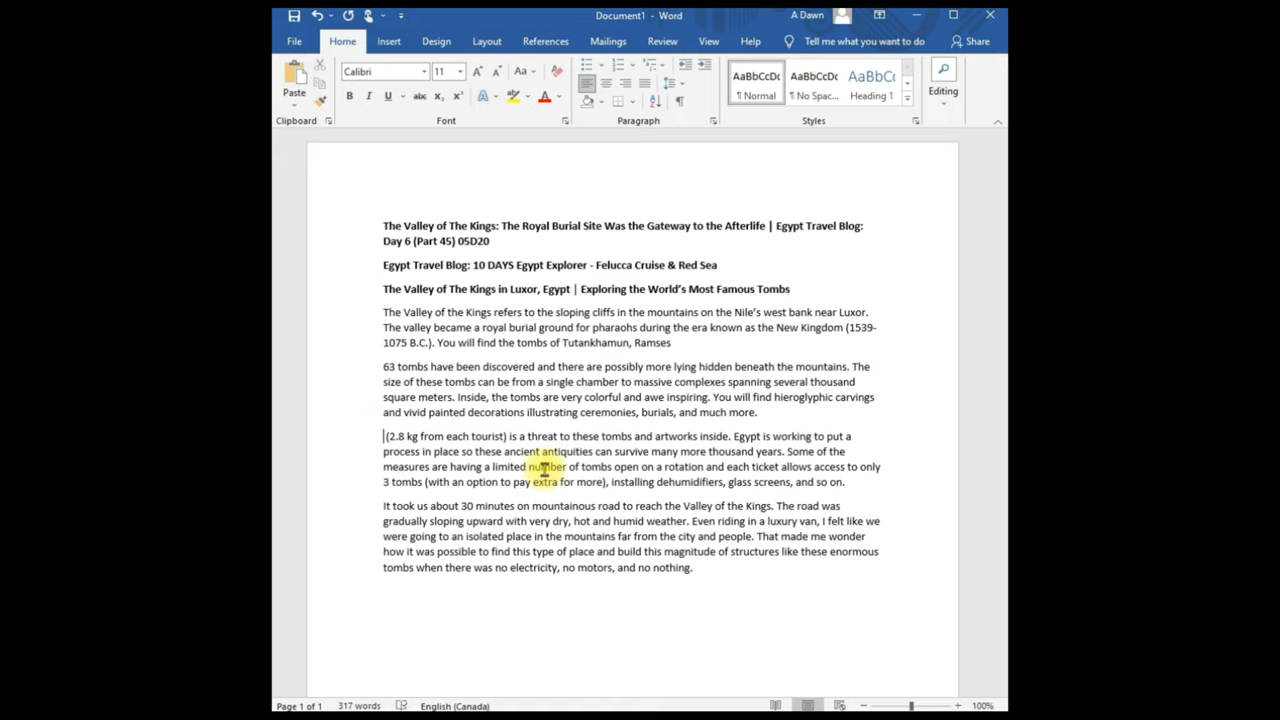 Document1 - Word
A Dawn
File Home Insert Design Layout References Mailings Review View Help Tell me what you want to do Share
Paste
Calibri 11 Aa
B I U abc x₂ x² A ab A
AaBbCcDc AaBbCcDc AaBbCc
¶ Normal ¶ No Spac... Heading 1
Editing
Clipboard Font Paragraph Styles
The Valley of The Kings: The Royal Burial Site Was the Gateway to the Afterlife | Egypt Travel Blog:
Day 6 (Part 45) 05D20
Egypt Travel Blog: 10 DAYS Egypt Explorer - Felucca Cruise & Red Sea
The Valley of The Kings in Luxor, Egypt | Exploring the World's Most Famous Tombs
The Valley of the Kings refers to the sloping cliffs in the mountains on the Nile's west bank near Luxor.
The valley became a royal burial ground for pharaohs during the era known as the New Kingdom (1539-
1075 B.C.). You will find the tombs of Tutankhamun, Ramses
63 tombs have been discovered and there are possibly more lying hidden beneath the mountains. The
size of these tombs can be from a single chamber to massive complexes spanning several thousand
square meters. Inside, the tombs are very colorful and awe inspiring. You will find hieroglyphic carvings
and vivid painted decorations illustrating ceremonies, burials, and much more.
(2.8 kg from each tourist) is a threat to these tombs and artworks inside. Egypt is working to put a
process in place so these ancient antiquities can survive many more thousand years. Some of the
measures are having a limited number of tombs open on a rotation and each ticket allows access to only
3 tombs (with an option to pay extra for more), installing dehumidifiers, glass screens, and so on.
It took us about 30 minutes on mountainous road to reach the Valley of the Kings. The road was
gradually sloping upward with very dry, hot and humid weather. Even riding in a luxury van, I felt like we
were going to an isolated place in the mountains far from the city and people. That made me wonder
how it was possible to find this type of place and build this magnitude of structures like these enormous
tombs when there was no electricity, no motors, and no nothing.
Page 1 of 1 317 words English (Canada) 100%